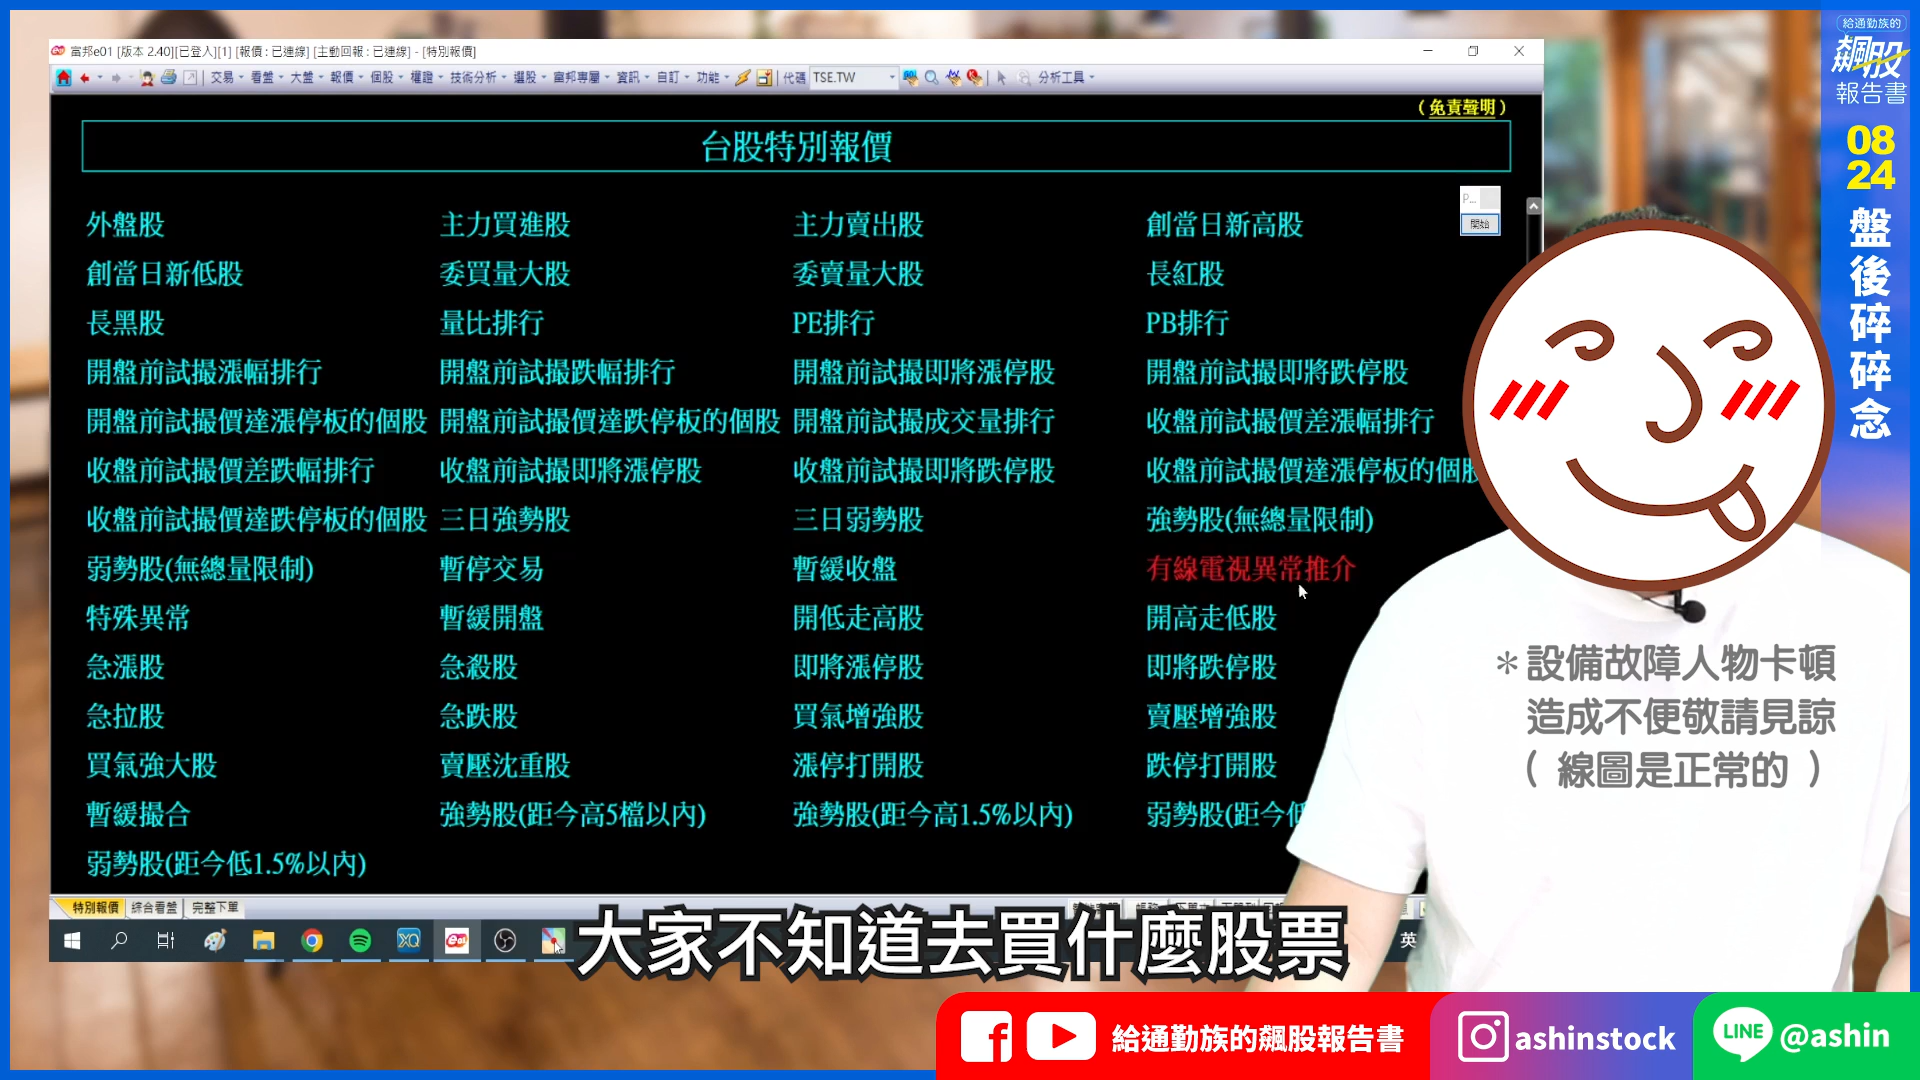 富邦e01 [版本 2.40][已登入][1] [報價 : 已連線] [主動回報 : 已連線] - [特別報價]
交易 看盤 大盤 報價 個股 權證 技術分析 選股 富邦專屬 資訊 自訂 功能 代碼 TSE.TW 分析工具
(免責聲明)
台股特別報價
P...
開始
外盤股 主力買進股 主力賣出股 創當日新高股
創當日新低股 委買量大股 委賣量大股 長紅股
長黑股 量比排行 PE排行 PB排行
開盤前試撮漲幅排行 開盤前試撮跌幅排行 開盤前試撮即將漲停股 開盤前試撮即將跌停股
開盤前試撮價達漲停板的個股 開盤前試撮價達跌停板的個股 開盤前試撮成交量排行 收盤前試撮價差漲幅排行
收盤前試撮價差跌幅排行 收盤前試撮即將漲停股 收盤前試撮即將跌停股 收盤前試撮價達漲停板的個股
收盤前試撮價達跌停板的個股 三日強勢股 三日弱勢股 強勢股(無總量限制)
弱勢股(無總量限制) 暫停交易 暫緩收盤 有線電視異常推介
特殊異常 暫緩開盤 開低走高股 開高走低股
急漲股 急殺股 即將漲停股 即將跌停股
急拉股 急跌股 買氣增強股 賣壓增強股
買氣強大股 賣壓沈重股 漲停打開股 跌停打開股
暫緩撮合 強勢股(距今高5檔以內) 強勢股(距今高1.5%以內) 弱勢股(距今低
弱勢股(距今低1.5%以內)
特別報價 綜合看盤 完整下單
英
給通勤族的
飆股
報告書
08
24
盤後碎碎念
＊設備故障人物卡頓
造成不便敬請見諒
( 線圖是正常的 )
大家不知道去買什麼股票
給通勤族的飆股報告書
ashinstock
LINE @ashin